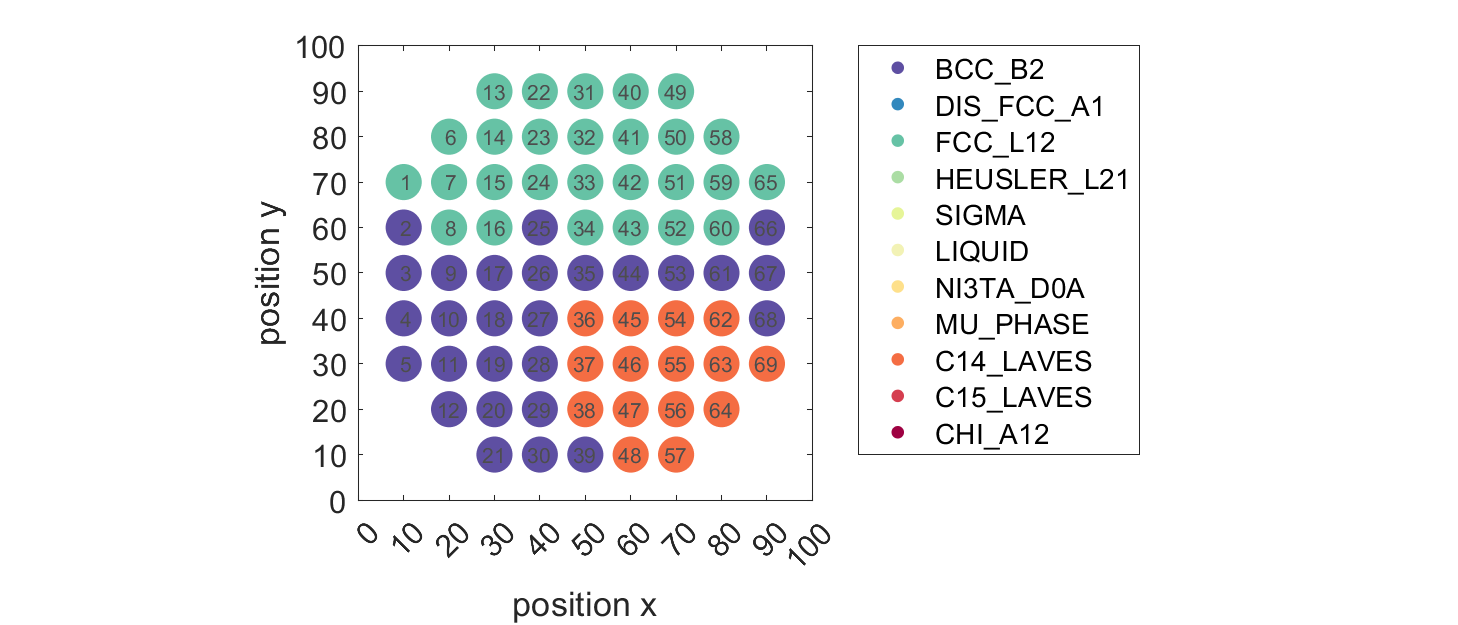 100
90 13 22 31 40 49
80 6 14 23 32 41 50 58
70 1 7 15 24 33 42 51 59 65
60 2 8 16 25 34 43 52 60 66
50 3 9 17 26 35 44 53 61 67
40 4 10 18 27 36 45 54 62 68
30 5 11 19 28 37 46 55 63 69
20 12 20 29 38 47 56 64
10 21 30 39 48 57
0
position y
0 10 20 30 40 50 60 70 80 90 100
position x
BCC_B2
DIS_FCC_A1
FCC_L12
HEUSLER_L21
SIGMA
LIQUID
NI3TA_D0A
MU_PHASE
C14_LAVES
C15_LAVES
CHI_A12